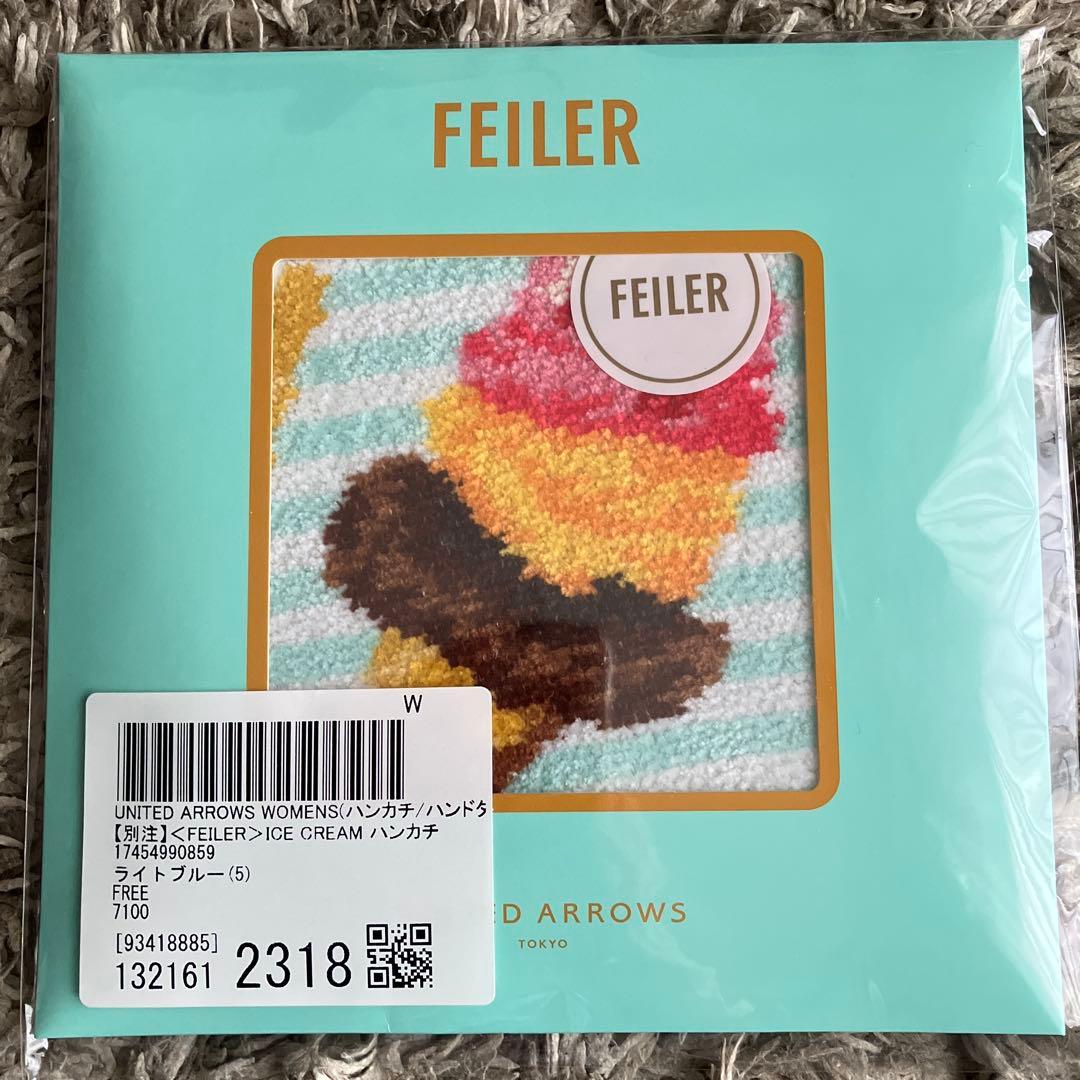 FEILER
FEILER
W
UNITED ARROWS WOMENS(ハンカチ/ハンドタ
【別注】<FEILER>ICE CREAM ハンカチ
17454990859
ライトブルー(5)
FREE
7100
[93418885]
132161 2318
ED ARROWS
TOKYO